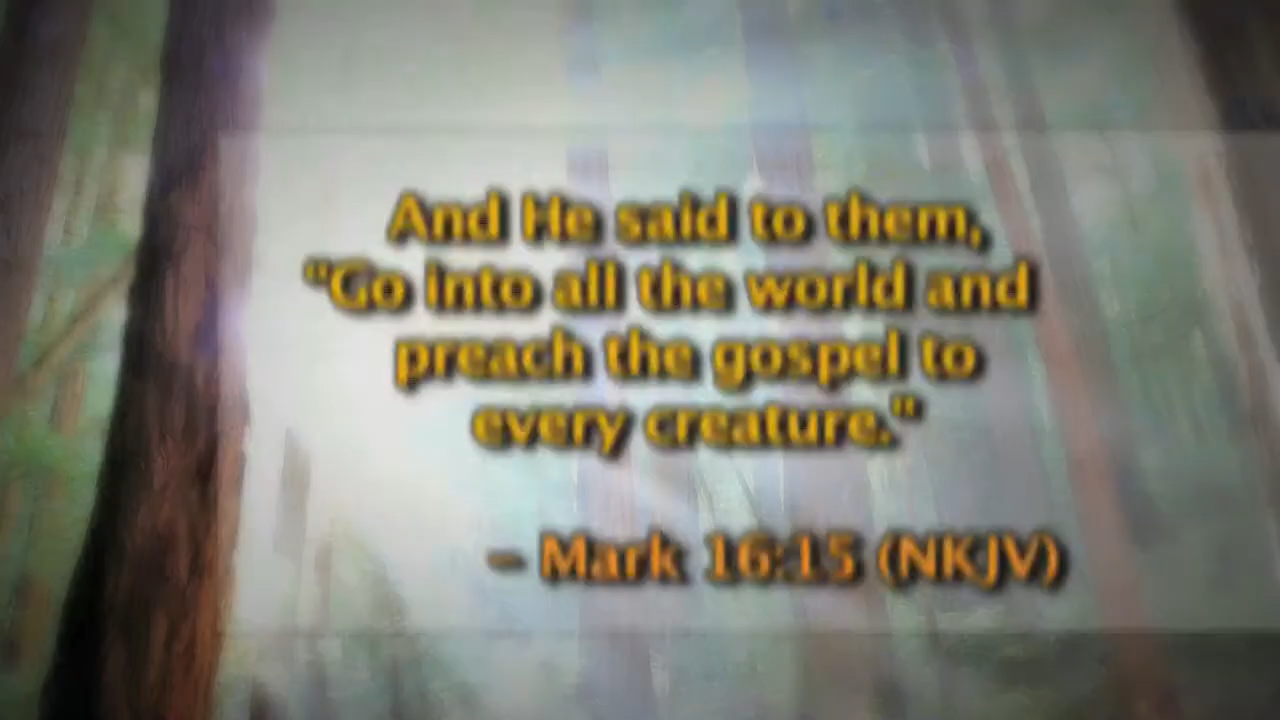 And He said to them,
"Go into all the world and
preach the gospel to
every creature."
– Mark 16:15 (NKJV)